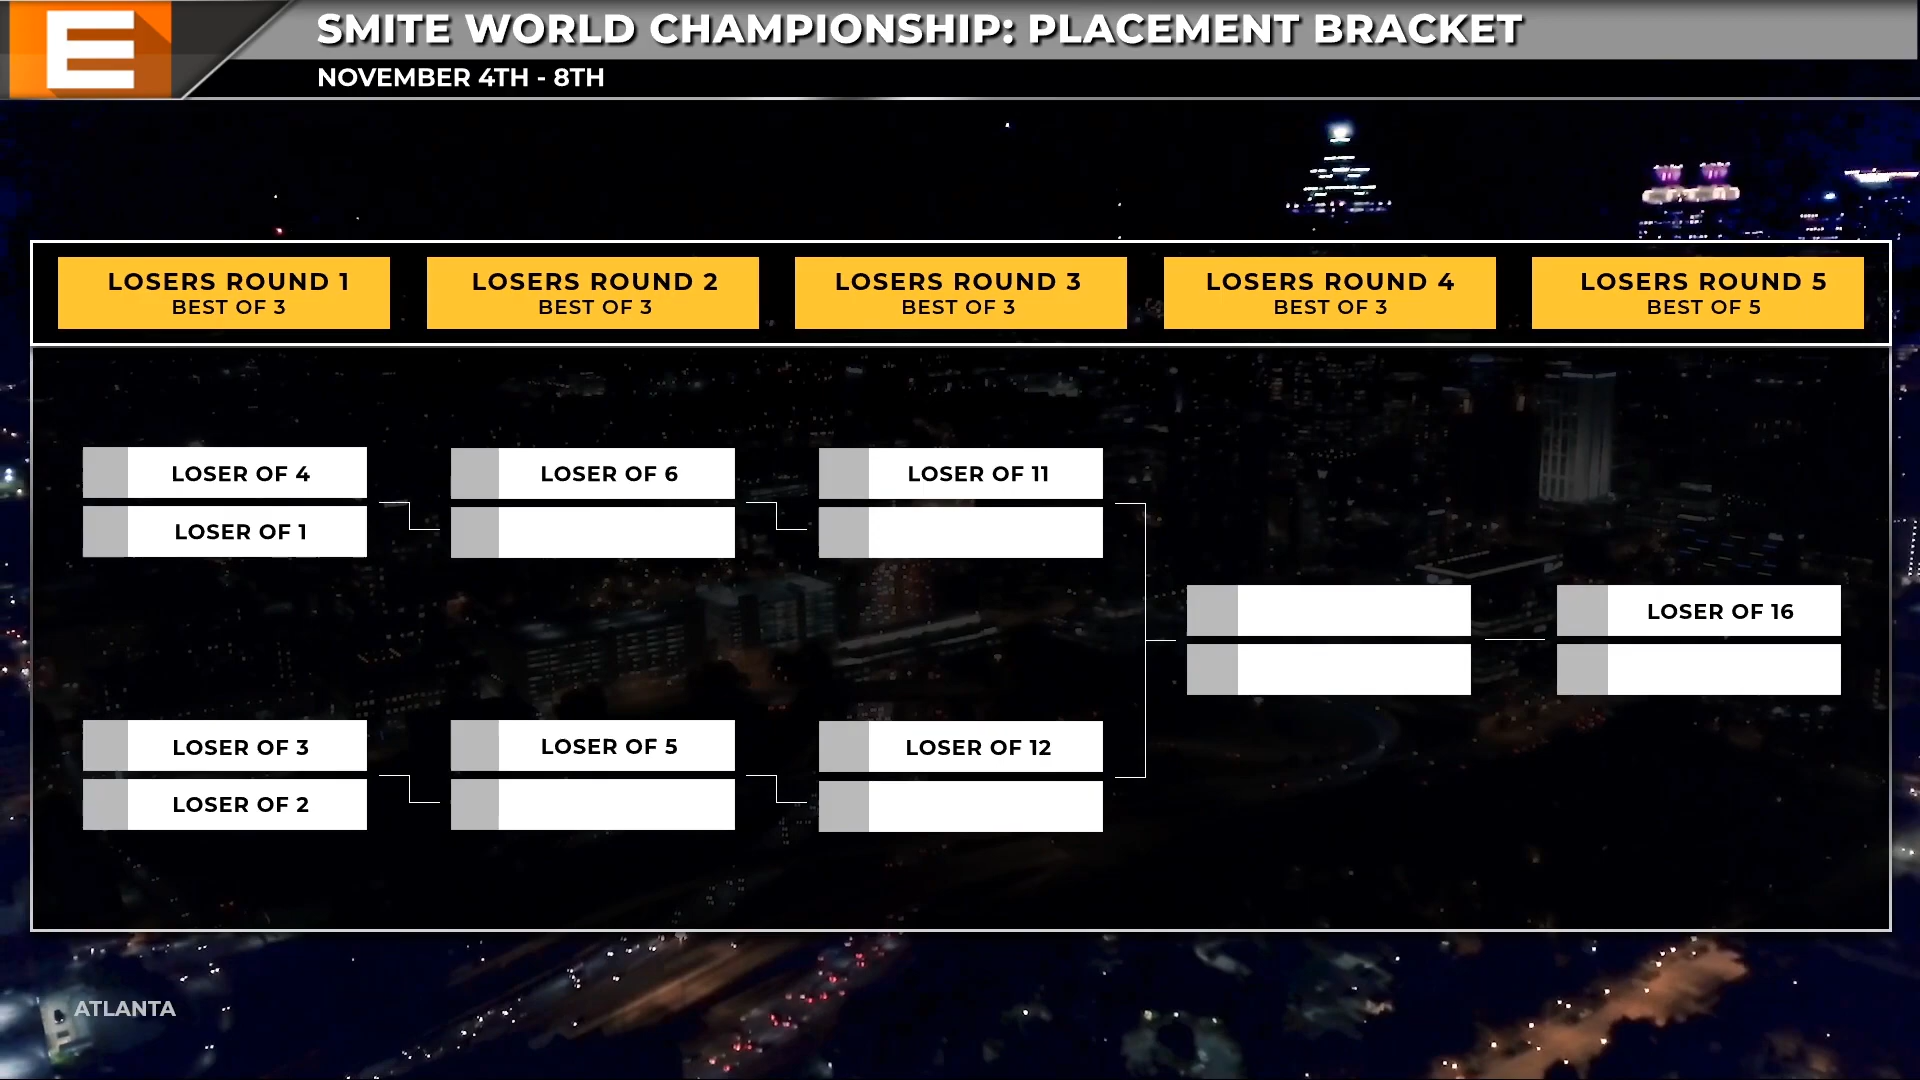 E
SMITE WORLD CHAMPIONSHIP: PLACEMENT BRACKET
NOVEMBER 4TH - 8TH
LOSERS ROUND 1
BEST OF 3
LOSERS ROUND 2
BEST OF 3
LOSERS ROUND 3
BEST OF 3
LOSERS ROUND 4
BEST OF 3
LOSERS ROUND 5
BEST OF 5
LOSER OF 4
LOSER OF 1
LOSER OF 3
LOSER OF 2
LOSER OF 6
LOSER OF 5
LOSER OF 11
LOSER OF 12
LOSER OF 16
ATLANTA